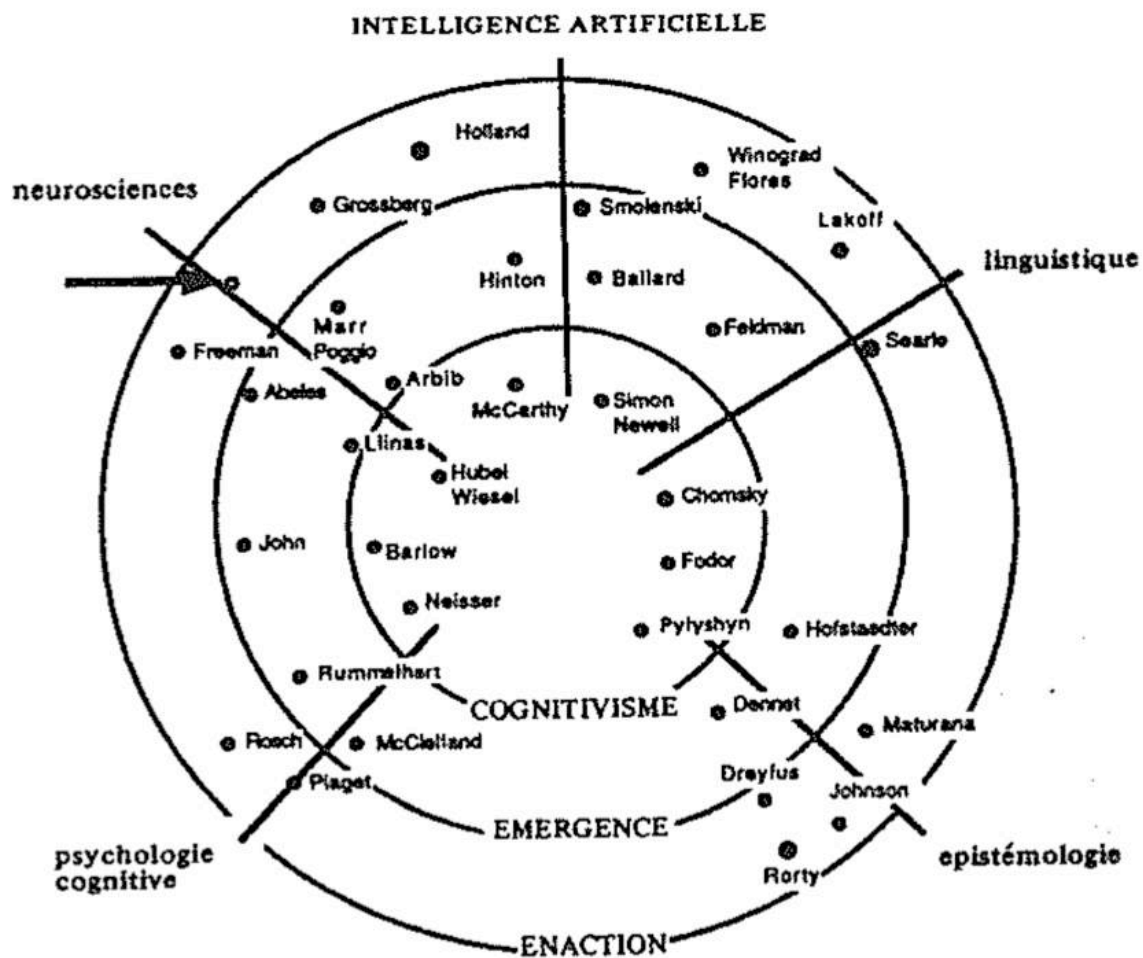 INTELLIGENCE ARTIFICIELLE
Holland
Winograd
Flores
neurosciences
Grossberg
Smolenski
Lakoff
Hinton
Ballard
linguistique
Marr
Poggio
Feldman
Searle
Freeman
Abeles
Arbib
McCarthy
Simon
Newell
Llinas
Hubel
Wiesel
Chomsky
John
Barlow
Fodor
Neisser
Pylyshyn
Hofstaedter
Rummelhart
COGNITIVISME
Dennet
Maturana
Rosch
McClelland
Piaget
Dreyfus
Johnson
EMERGENCE
psychologie
cognitive
epistémologie
Rorty
ENACTION